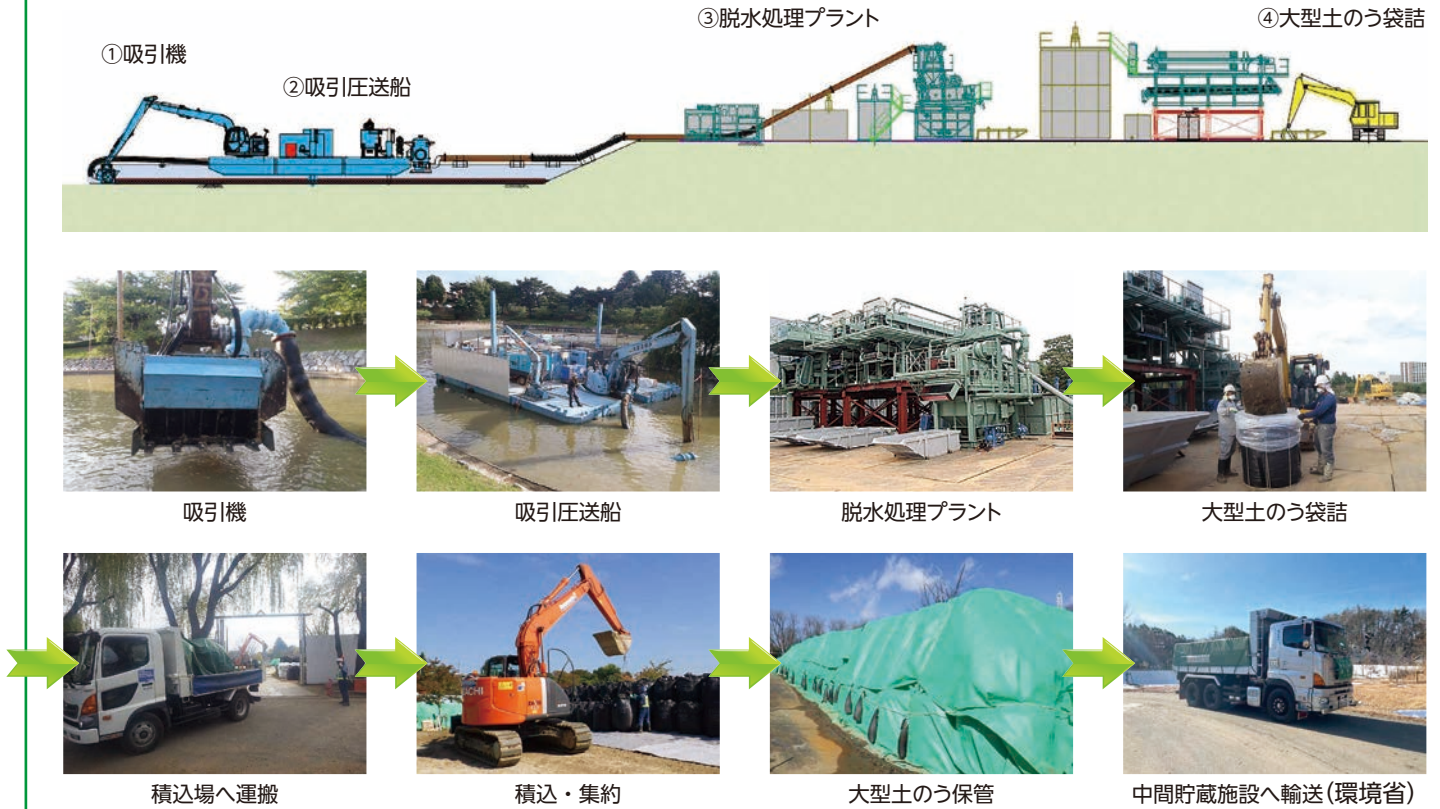 ③脱水処理プラント
④大型土のう袋詰
①吸引機
②吸引圧送船
吸引機
吸引圧送船
脱水処理プラント
大型土のう袋詰
HITACHI
積込場へ運搬
積込・集約
大型土のう保管
中間貯蔵施設へ輸送(環境省)